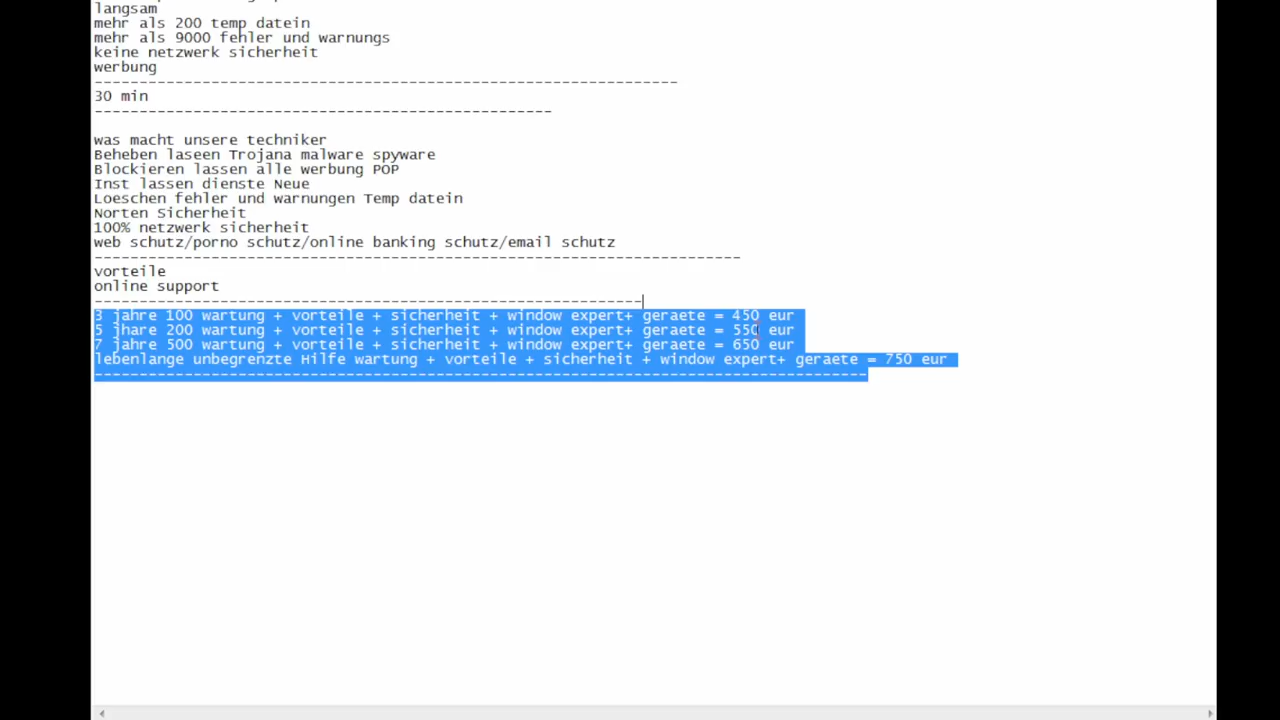 langsam
mehr als 200 temp datein
mehr als 9000 fehler und warnungs
keine netzwerk sicherheit
werbung
-----------------------------------------------------------------
30 min
---------------------------------------------------
was macht unsere techniker
Beheben laseen Trojana malware spyware
Blockieren lassen alle werbung POP
Inst lassen dienste Neue
Loeschen fehler und warnungen Temp datein
Norten Sicherheit
100% netzwerk sicherheit
web schutz/porno schutz/online banking schutz/email schutz
------------------------------------------------------------------------
vorteile
online support
-------------------------------------------------------------
3 jahre 100 wartung + vorteile + sicherheit + window expert+ geraete = 450 eur
5 jhare 200 wartung + vorteile + sicherheit + window expert+ geraete = 550 eur
7 jahre 500 wartung + vorteile + sicherheit + window expert+ geraete = 650 eur
lebenlange unbegrenzte Hilfe wartung + vorteile + sicherheit + window expert+ geraete = 750 eur
--------------------------------------------------------------------------------------